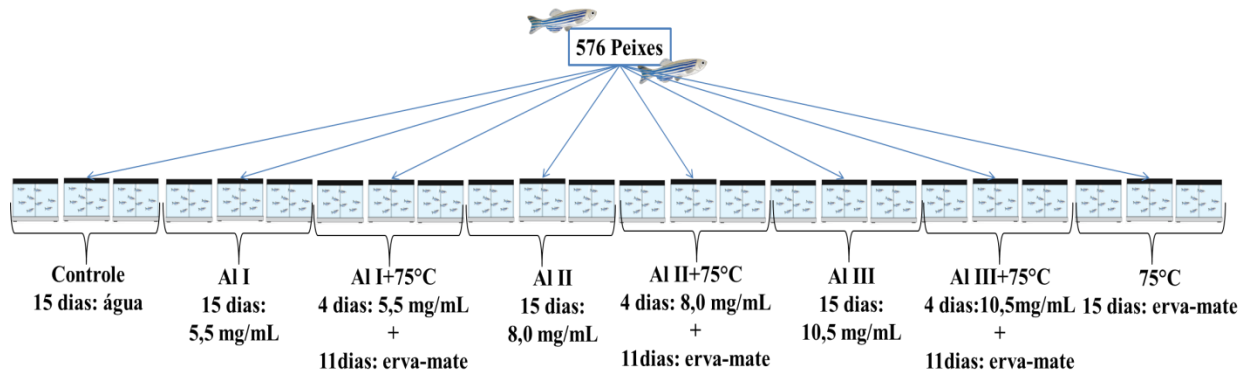 576 Peixes
Controle
15 dias: água
Al I
15 dias:
5,5 mg/mL
Al I+75°C
4 dias: 5,5 mg/mL
+
11dias: erva-mate
Al II
15 dias:
8,0 mg/mL
Al II+75°C
4 dias: 8,0 mg/mL
+
11dias: erva-mate
Al III
15 dias:
10,5 mg/mL
Al III+75°C
4 dias:10,5mg/mL
+
11dias: erva-mate
75°C
15 dias: erva-mate